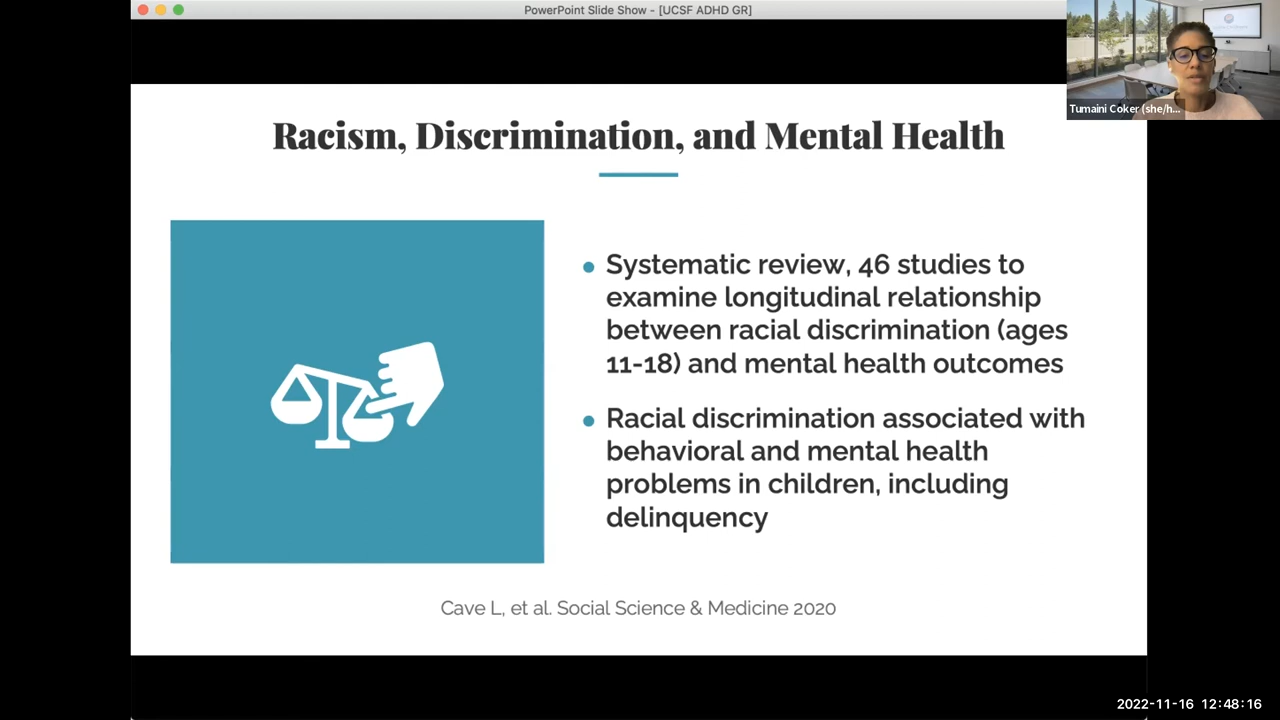 PowerPoint Slide Show - [UCSF ADHD GR]
Tumaini Coker (she/h...
Racism, Discrimination, and Mental Health
Systematic review, 46 studies to
examine longitudinal relationship
between racial discrimination (ages
11-18) and mental health outcomes
Racial discrimination associated with
behavioral and mental health
problems in children, including
delinquency
Cave L, et al. Social Science & Medicine 2020
2022-11-16 12:48:16